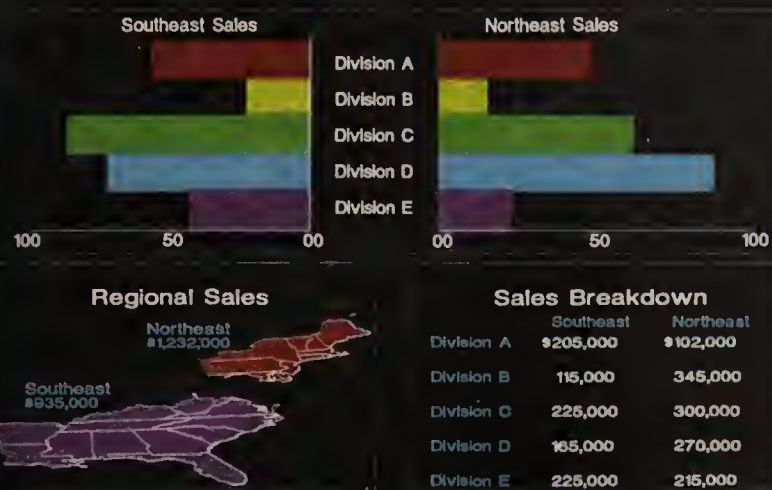 Southeast Sales
Northeast Sales
Division A
Division B
Division C
Division D
Division E
100 50 00
00 50 100
Regional Sales
Northeast
$1,232,000
Southeast
$935,000
Sales Breakdown
Southeast Northeast
Division A $205,000 $102,000
Division B 115,000 345,000
Division C 225,000 300,000
Division D 165,000 270,000
Division E 225,000 215,000